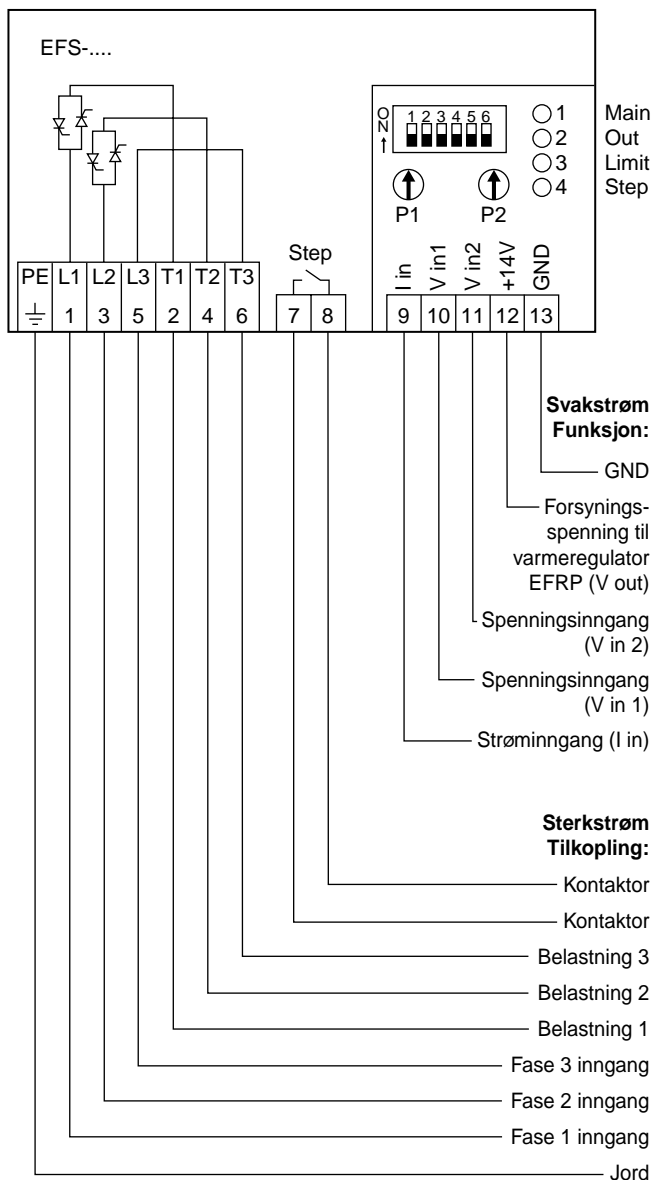 EFS-....
O
N
1 2 3 4 5 6
1 Main
2 Out
3 Limit
4 Step
P1 P2
Step
I in
V in1
V in2
+14V
GND
PE L1 L2 L3 T1 T2 T3
1 3 5 2 4 6 7 8 9 10 11 12 13
Svakstrøm
Funksjon:
GND
Forsynings-
spenning til
varmeregulator
EFRP (V out)
Spenningsinngang
(V in 2)
Spenningsinngang
(V in 1)
Strøminngang (I in)
Sterkstrøm
Tilkopling:
Kontaktor
Kontaktor
Belastning 3
Belastning 2
Belastning 1
Fase 3 inngang
Fase 2 inngang
Fase 1 inngang
Jord